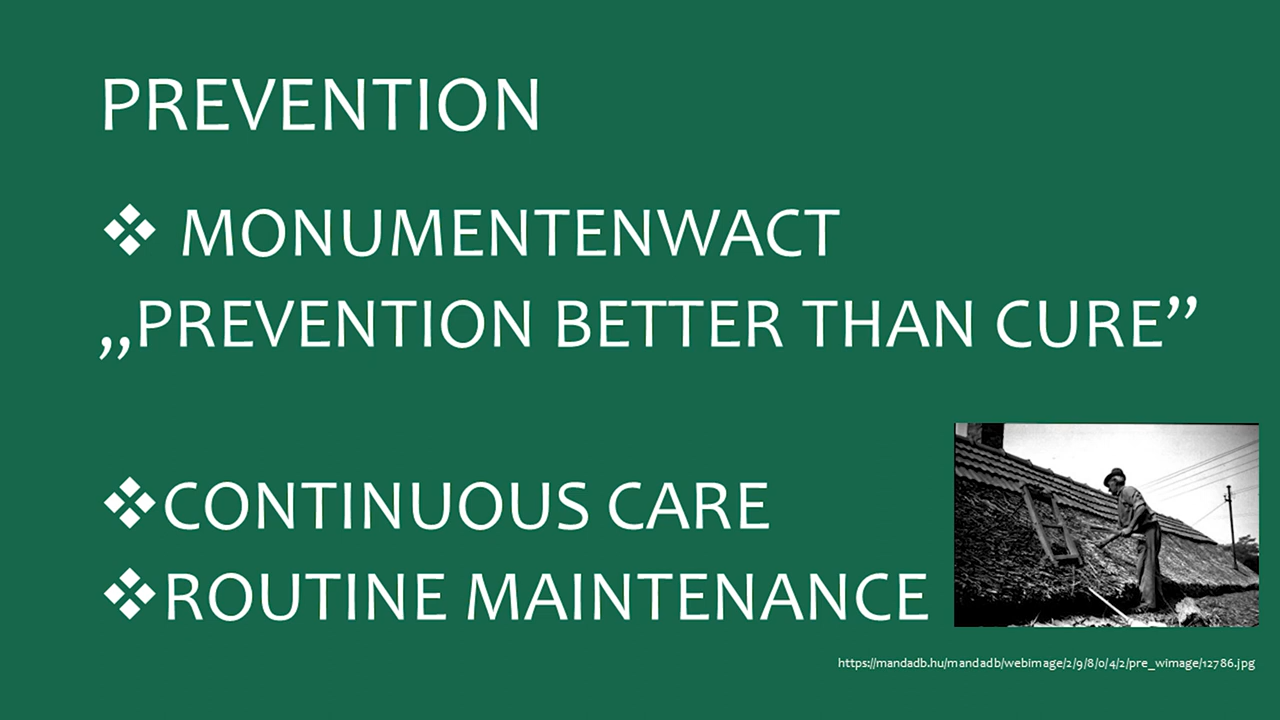 PREVENTION
❖ MONUMENTENWACT
„PREVENTION BETTER THAN CURE”
❖CONTINUOUS CARE
❖ROUTINE MAINTENANCE
https://mandadb.hu/mandadb/webimage/2/9/8/0/4/2/pre_wimage/12786.jpg